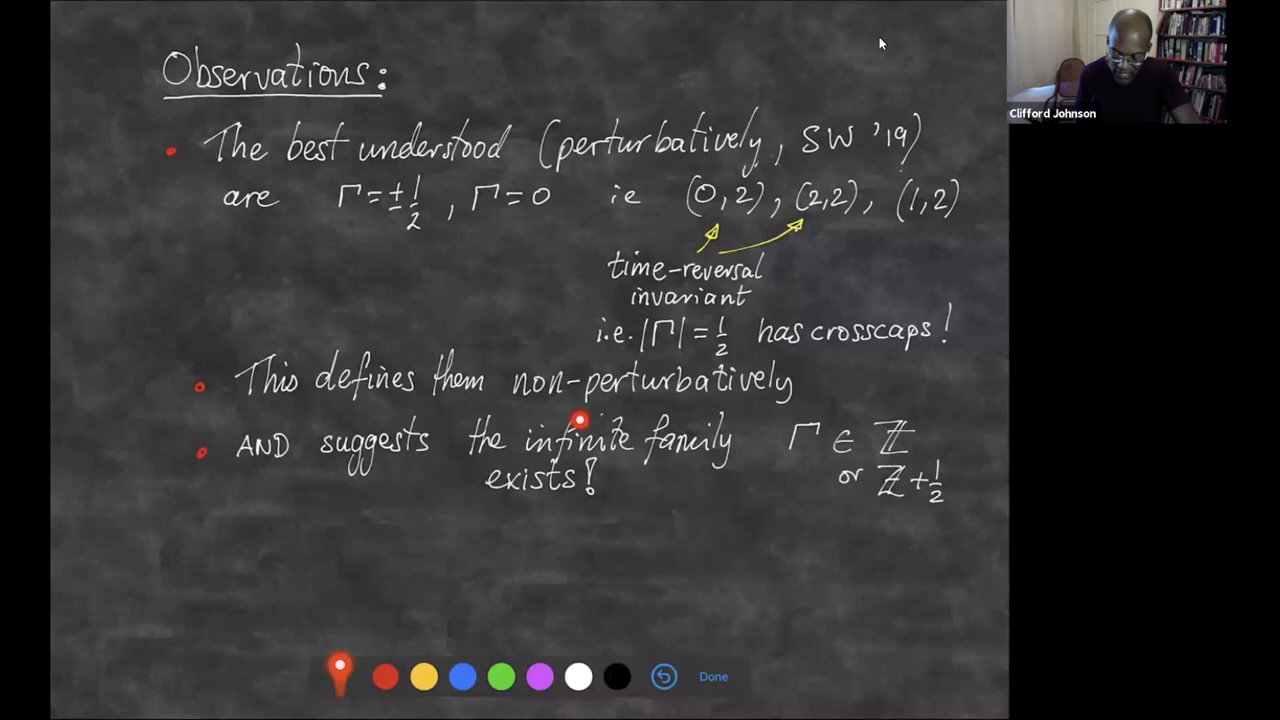 Observations:
• The best understood (perturbatively, SW '19)
are Γ=±1/2, Γ=0 ie (0,2), (2,2), (1,2)
time-reversal
invariant
i.e. |Γ|=1/2 has crosscaps!
• This defines them non-perturbatively
• AND suggests the infinite family Γ ∈ ℤ
exists! or ℤ+1/2
Clifford Johnson
Done